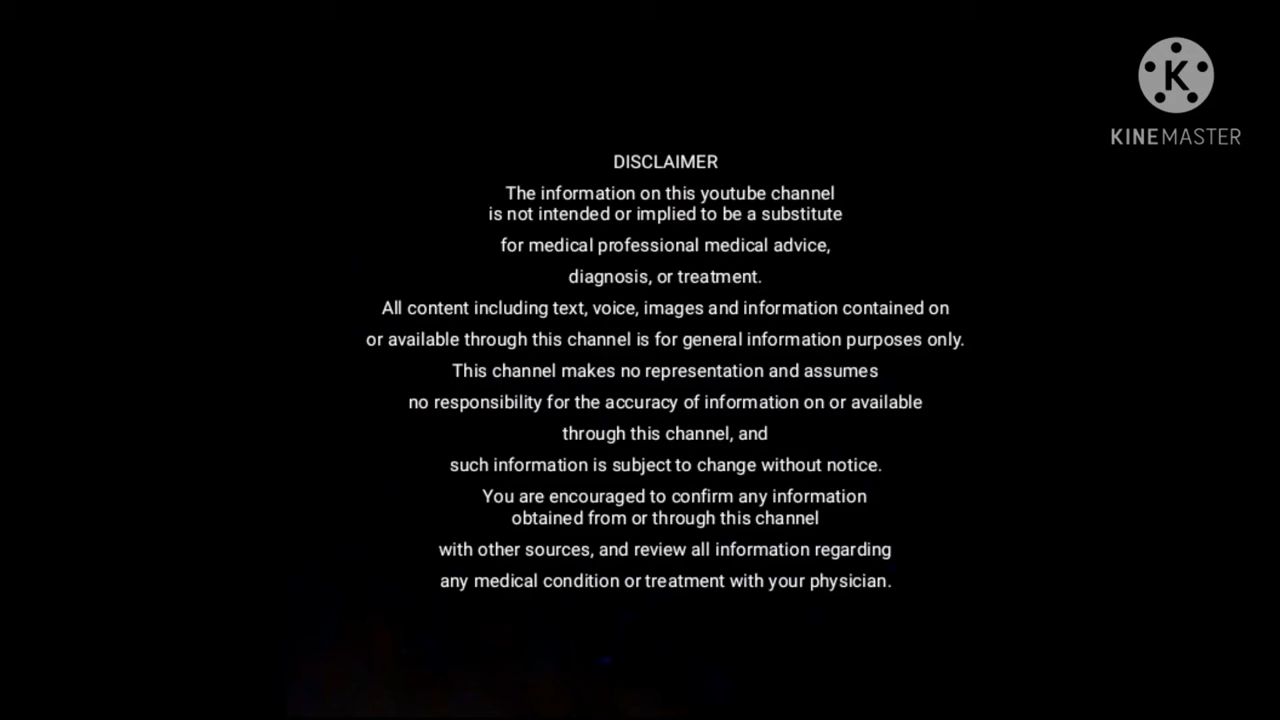 K
KINEMASTER
DISCLAIMER
The information on this youtube channel
is not intended or implied to be a substitute
for medical professional medical advice,
diagnosis, or treatment.
All content including text, voice, images and information contained on
or available through this channel is for general information purposes only.
This channel makes no representation and assumes
no responsibility for the accuracy of information on or available
through this channel, and
such information is subject to change without notice.
You are encouraged to confirm any information
obtained from or through this channel
with other sources, and review all information regarding
any medical condition or treatment with your physician.